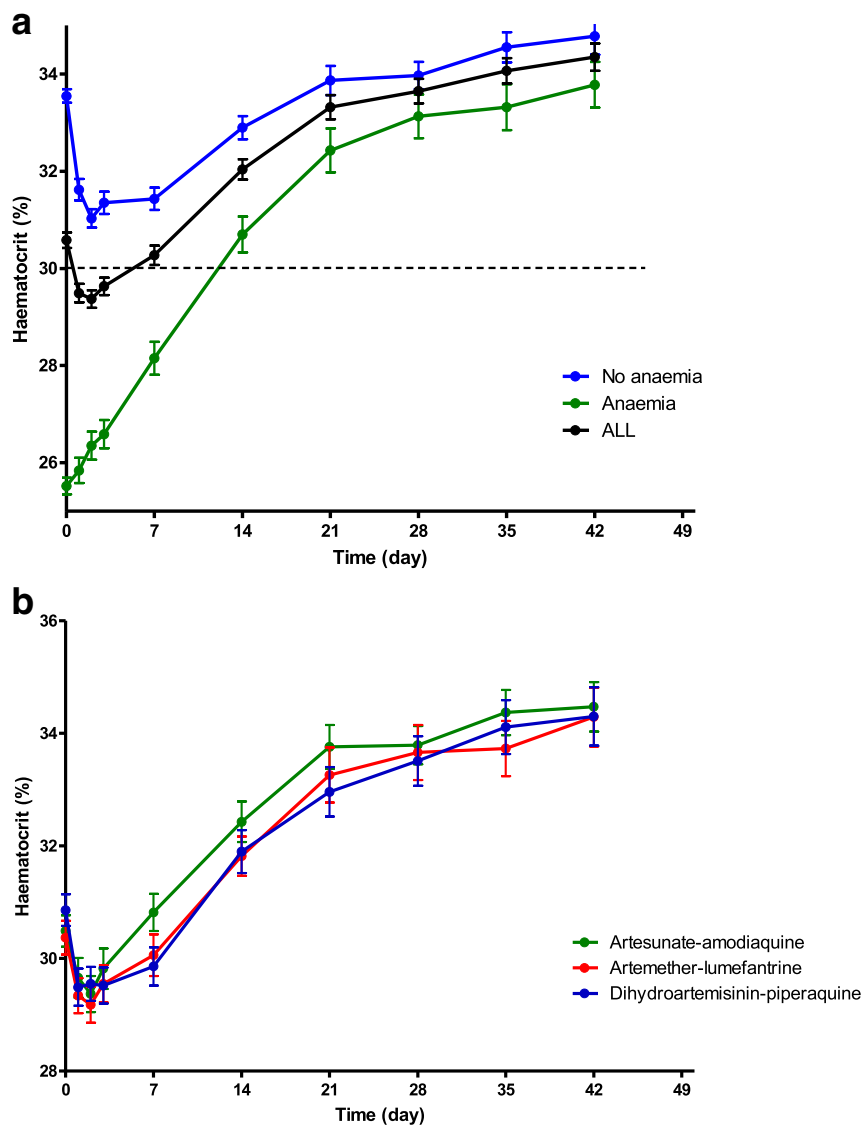 a
34
32
30
28
26
Haematocrit (%)
No anaemia
Anaemia
ALL
0 7 14 21 28 35 42 49
Time (day)
b
36
34
32
30
28
Haematocrit (%)
Artesunate-amodiaquine
Artemether-lumefantrine
Dihydroartemisinin-piperaquine
0 7 14 21 28 35 42 49
Time (day)